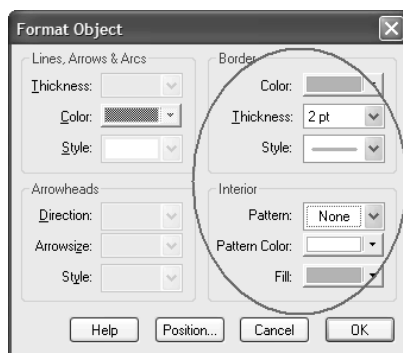 Format Object
Lines, Arrows & Arcs
Thickness:
Color:
Style:
Border
Color:
Thickness: 2 pt
Style:
Arrowheads
Direction:
Arrowsize:
Style:
Interior
Pattern: None
Pattern Color:
Fill:
Help Position... Cancel OK